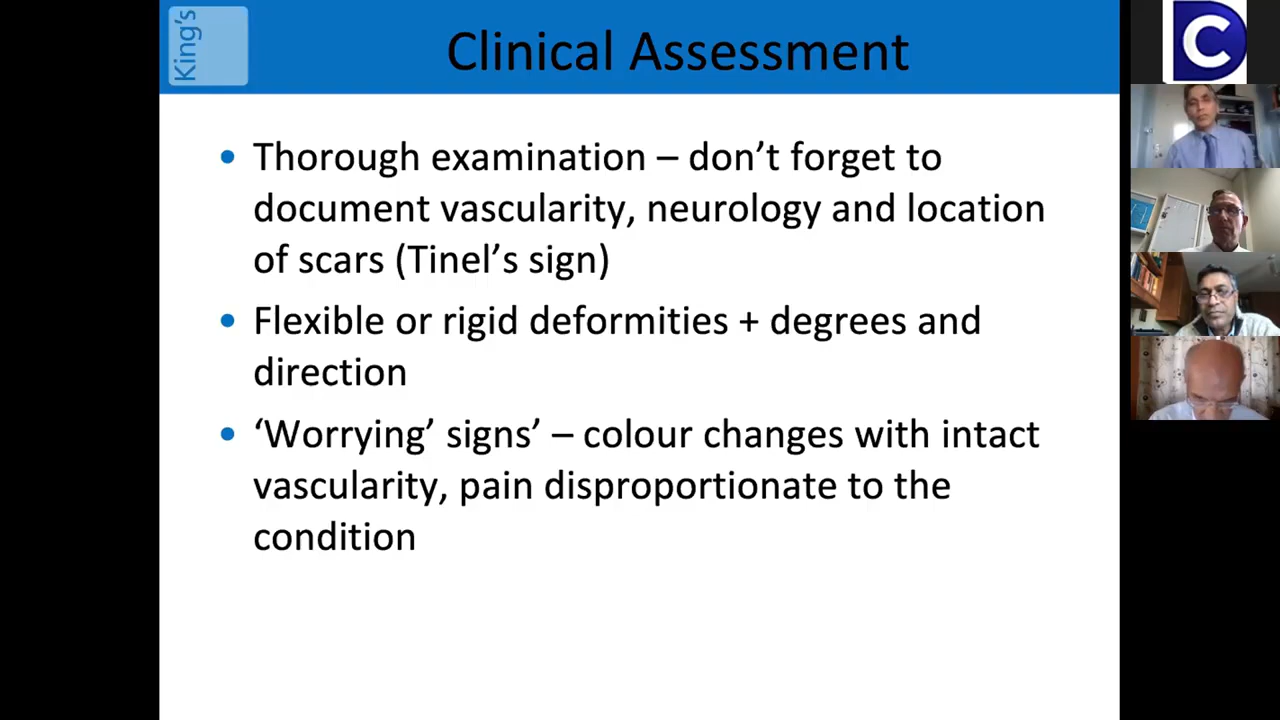 King's
Clinical Assessment
• Thorough examination – don’t forget to
document vascularity, neurology and location
of scars (Tinel’s sign)
• Flexible or rigid deformities + degrees and
direction
• ‘Worrying’ signs’ – colour changes with intact
vascularity, pain disproportionate to the
condition
C